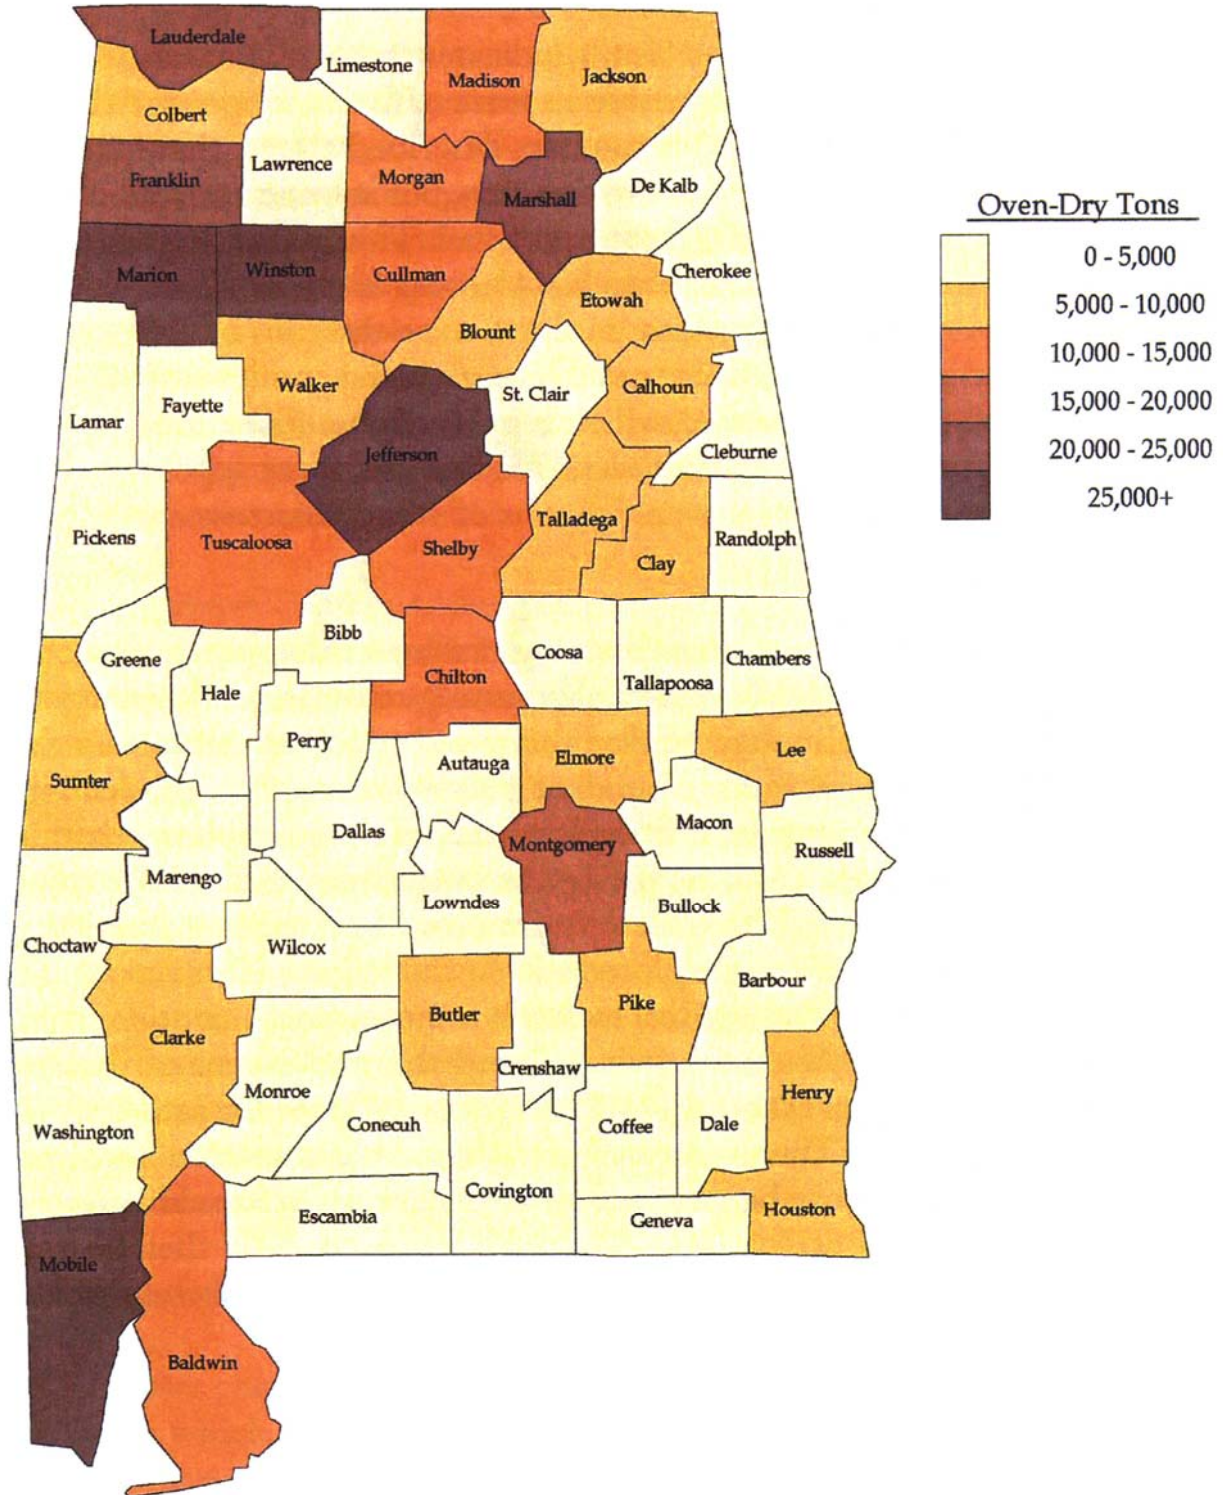 Lauderdale
Limestone
Madison
Jackson
Colbert
Lawrence
Franklin
Morgan
Marshall
De Kalb
Oven-Dry Tons
0 - 5,000
5,000 - 10,000
10,000 - 15,000
15,000 - 20,000
20,000 - 25,000
25,000+
Marion
Winston
Cullman
Cherokee
Etowah
Blount
Walker
St. Clair
Calhoun
Lamar
Fayette
Jefferson
Cleburne
Pickens
Tuscaloosa
Shelby
Talladega
Clay
Randolph
Greene
Hale
Bibb
Chilton
Coosa
Tallapoosa
Chambers
Sumter
Perry
Autauga
Elmore
Lee
Dallas
Montgomery
Macon
Russell
Marengo
Lowndes
Bullock
Choctaw
Wilcox
Barbour
Clarke
Butler
Pike
Crenshaw
Monroe
Henry
Washington
Conecuh
Coffee
Dale
Escambia
Covington
Geneva
Houston
Mobile
Baldwin